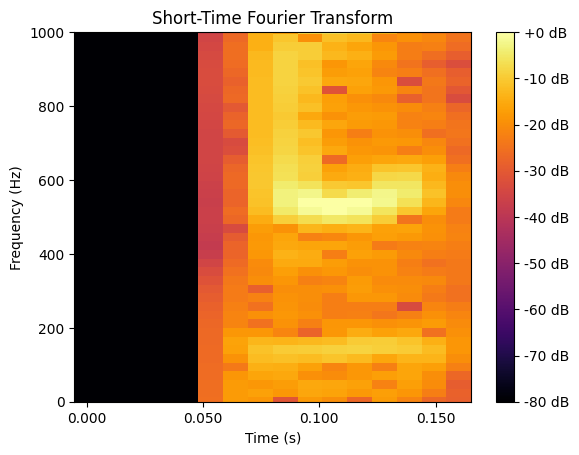 Short-Time Fourier Transform
1000
800
600
400
200
0
Frequency (Hz)
0.000
0.050
0.100
0.150
Time (s)
+0 dB
-10 dB
-20 dB
-30 dB
-40 dB
-50 dB
-60 dB
-70 dB
-80 dB